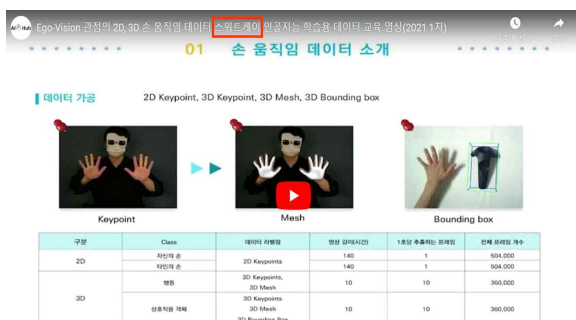 AI Hub Ego-Vision 관점의 2D, 3D 손 움직임 데이터 스위트케이 인공지능 학습용 데이터 교육 영상(2021 1차)
01 손 움직임 데이터 소개
데이터 가공 2D Keypoint, 3D Keypoint, 3D Mesh, 3D Bounding box
Keypoint Mesh Bounding box
구분 Class 데이터 라벨링 영상 길이(시간) 1초당 추출하는 프레임 전체 프레임 개수
2D 자신의 손 2D Keypoints 140 1 504,000
타인의 손 140 1 504,000
3D 행동 3D Keypoints, 3D Mesh 10 10 360,000
상호작용 객체 3D Keypoints 3D Mesh 3D Bounding Box 10 10 360,000